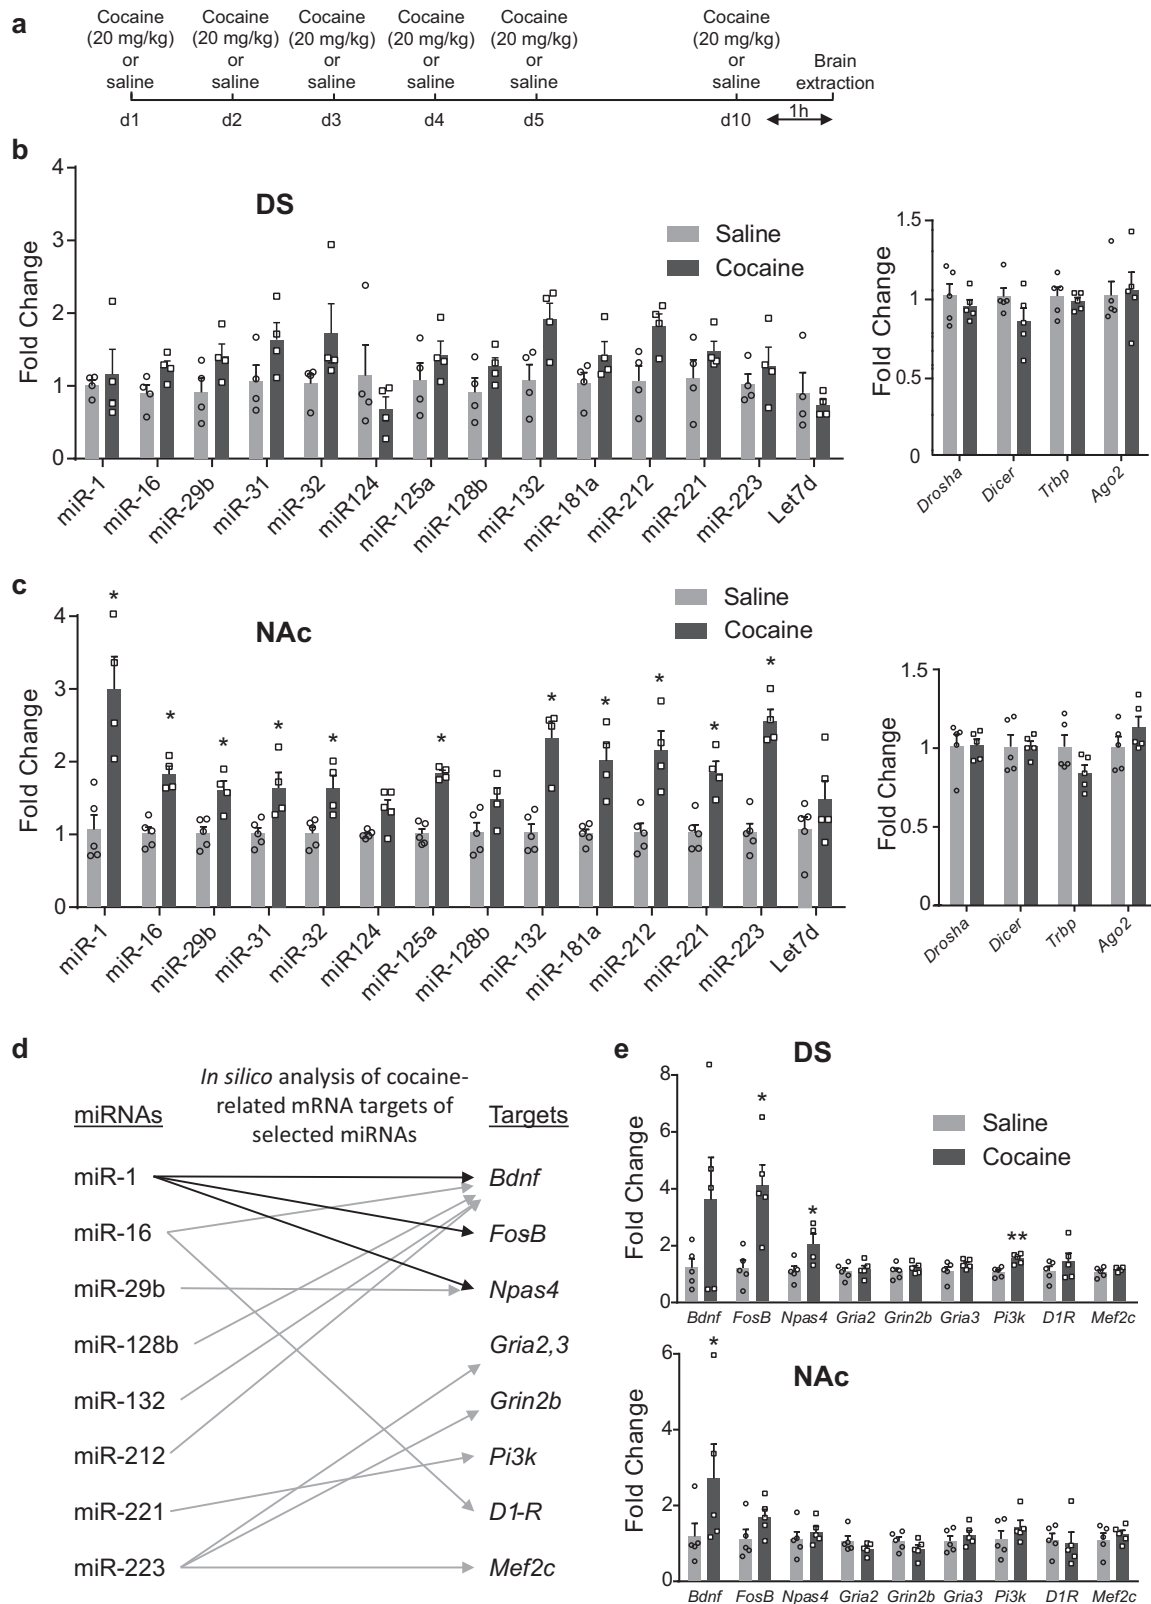 a
Cocaine Cocaine Cocaine Cocaine Cocaine Cocaine
(20 mg/kg) (20 mg/kg) (20 mg/kg) (20 mg/kg) (20 mg/kg) (20 mg/kg)
or or or or or or Brain
saline saline saline saline saline saline extraction
d1 d2 d3 d4 d5 d10 1h
b
DS
Saline
Cocaine
Fold Change
4
3
2
1
0
miR-1 miR-16 miR-29b miR-31 miR-32 miR124 miR-125a miR-128b miR-132 miR-181a miR-212 miR-221 miR-223 Let7d
Fold Change
1.5
1
0.5
0
Drosha Dicer Trbp Ago2
c
NAc
Saline
Cocaine
Fold Change
4
3
2
1
0
* * * * * * * * * * *
miR-1 miR-16 miR-29b miR-31 miR-32 miR124 miR-125a miR-128b miR-132 miR-181a miR-212 miR-221 miR-223 Let7d
Fold Change
1.5
1
0.5
0
Drosha Dicer Trbp Ago2
d
In silico analysis of cocaine-
related mRNA targets of
selected miRNAs
miRNAs Targets
miR-1 Bdnf
miR-16 FosB
miR-29b Npas4
miR-128b Gria2,3
miR-132 Grin2b
miR-212 Pi3k
miR-221 D1-R
miR-223 Mef2c
e
DS
Saline
Cocaine
Fold Change
8
6
4
2
0
* * **
Bdnf FosB Npas4 Gria2 Grin2b Gria3 Pi3k D1R Mef2c
NAc
Fold Change
6
4
2
0
*
Bdnf FosB Npas4 Gria2 Grin2b Gria3 Pi3k D1R Mef2c